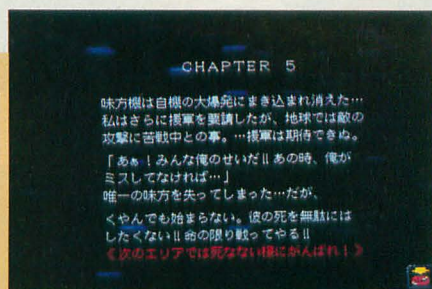 CHAPTER 5
味方機は自機の大爆発にまき込まれ消えた…
私はさらに援軍を要請したが、地球では敵の
攻撃に苦戦中との事。…援軍は期待できぬ。
「あぁ！みんな俺のせいだ!!あの時、俺が
ミスしてなければ…」
唯一の味方を失ってしまった…だが、
くやんでも始まらない。彼の死を無駄には
したくない!!命の限り戦ってやる!!
《次のエリアでは死なない様にがんばれ！》